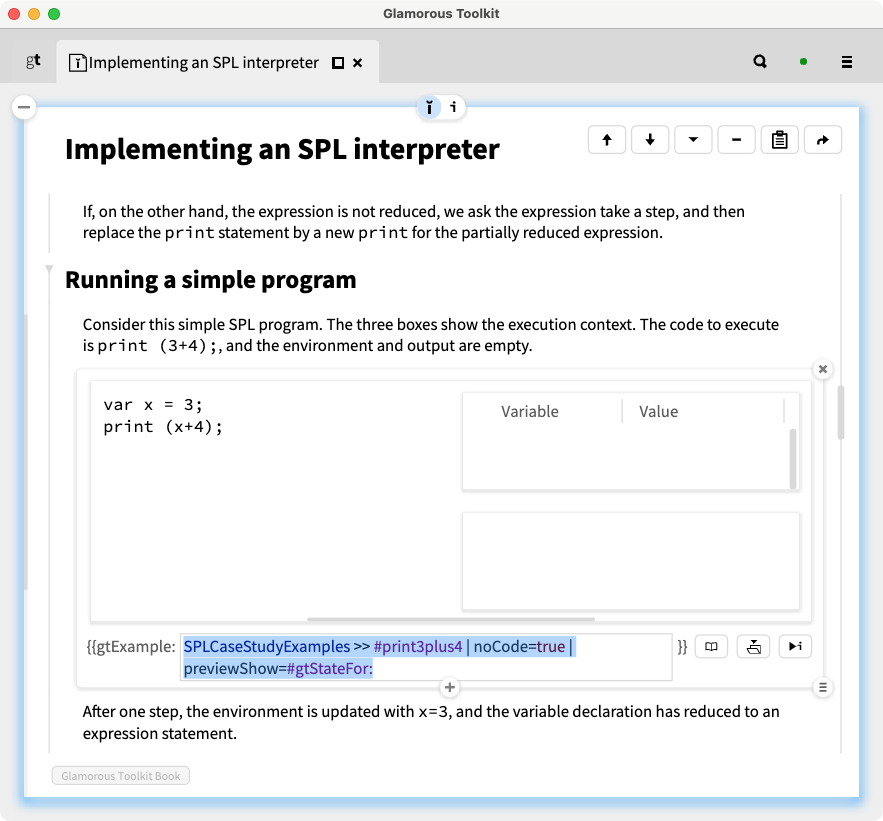 Glamorous Toolkit
gt
Implementing an SPL interpreter
Implementing an SPL interpreter
If, on the other hand, the expression is not reduced, we ask the expression take a step, and then
replace the print statement by a new print for the partially reduced expression.
Running a simple program
Consider this simple SPL program. The three boxes show the execution context. The code to execute
is print (3+4);, and the environment and output are empty.
var x = 3;
print (x+4);
Variable
Value
{{gtExample: SPLCaseStudyExamples >> #print3plus4 | noCode=true |
previewShow=#gtStateFor: }}
After one step, the environment is updated with x=3, and the variable declaration has reduced to an
expression statement.
Glamorous Toolkit Book